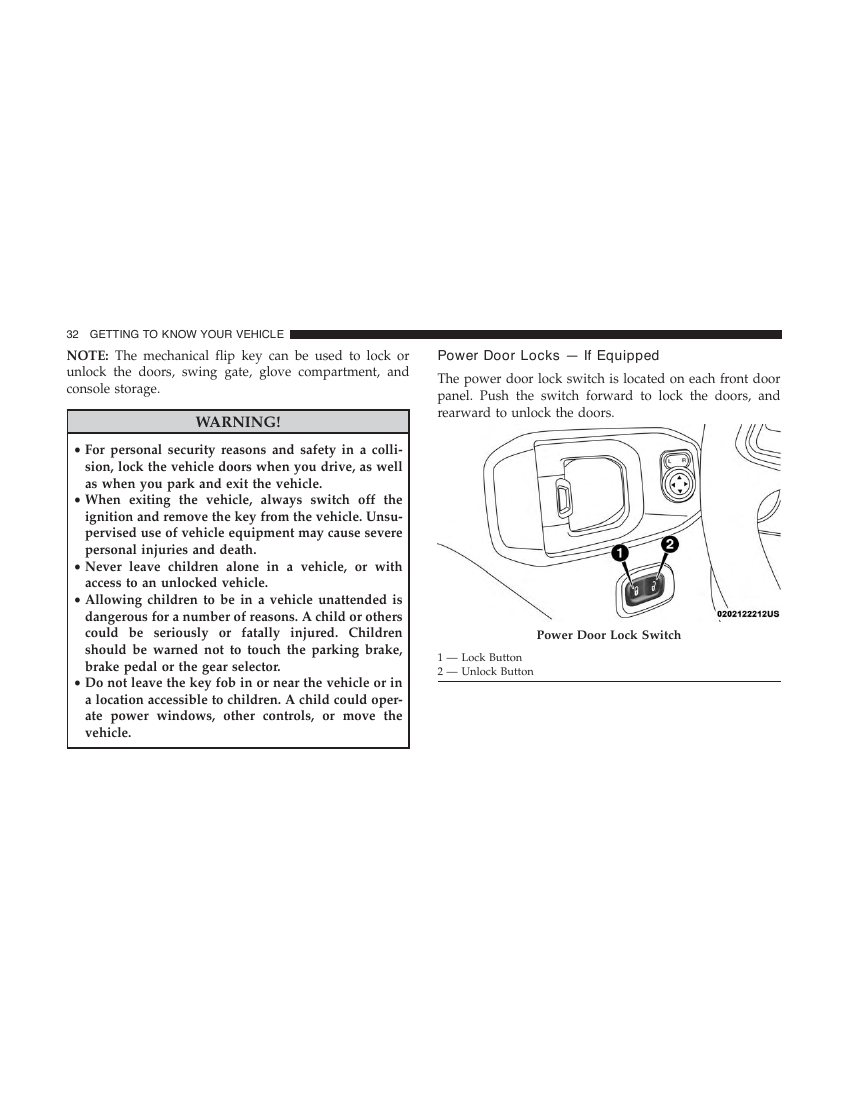 32 GETTING TO KNOW YOUR VEHICLE
NOTE: The mechanical flip key can be used to lock or
unlock the doors, swing gate, glove compartment, and
console storage.
WARNING!
• For personal security reasons and safety in a colli-
sion, lock the vehicle doors when you drive, as well
as when you park and exit the vehicle.
• When exiting the vehicle, always switch off the
ignition and remove the key from the vehicle. Unsu-
pervised use of vehicle equipment may cause severe
personal injuries and death.
• Never leave children alone in a vehicle, or with
access to an unlocked vehicle.
• Allowing children to be in a vehicle unattended is
dangerous for a number of reasons. A child or others
could be seriously or fatally injured. Children
should be warned not to touch the parking brake,
brake pedal or the gear selector.
• Do not leave the key fob in or near the vehicle or in
a location accessible to children. A child could oper-
ate power windows, other controls, or move the
vehicle.
Power Door Locks — If Equipped
The power door lock switch is located on each front door
panel. Push the switch forward to lock the doors, and
rearward to unlock the doors.
L R
1 2
0202122212US
Power Door Lock Switch
1 — Lock Button
2 — Unlock Button